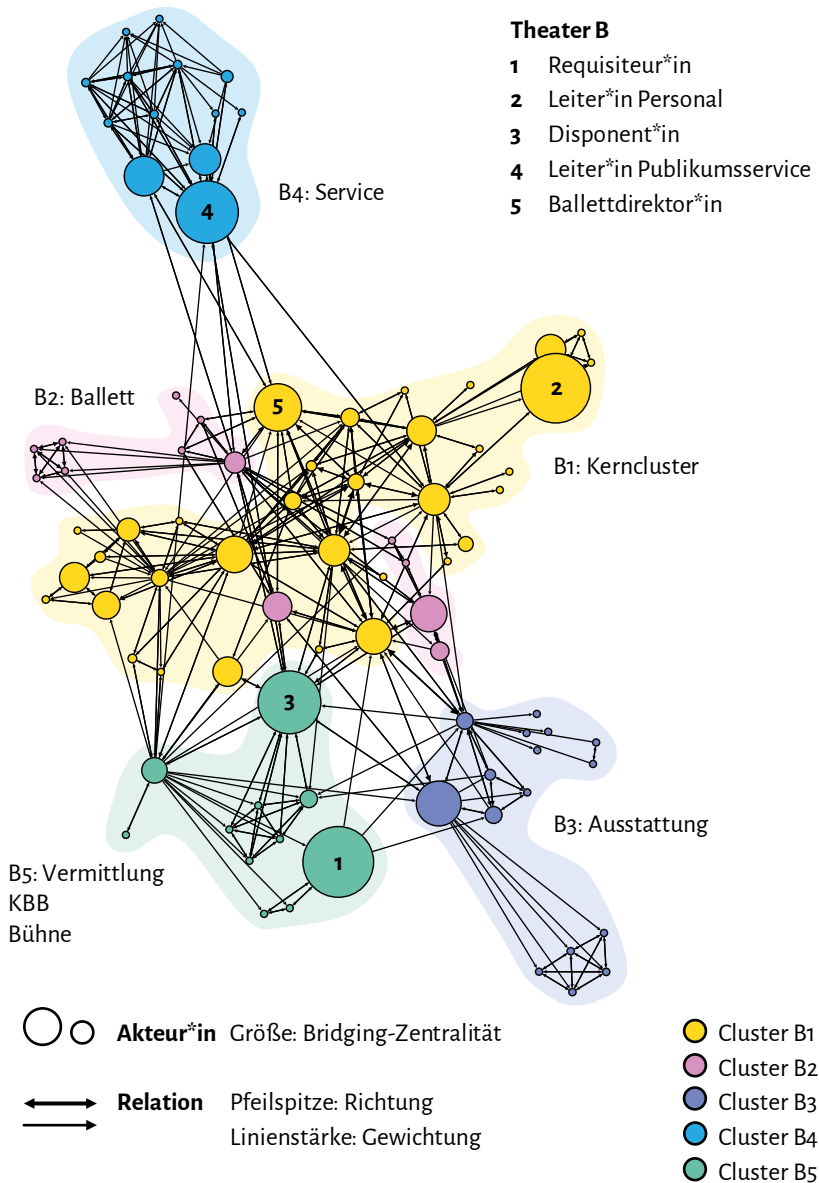 Theater B
1 Requisiteur*in
2 Leiter*in Personal
3 Disponent*in
4 Leiter*in Publikumsservice
5 Ballettdirektor*in
4
B4: Service
B2: Ballett
5
2
B1: Kerncluster
3
1
B3: Ausstattung
B5: Vermittlung
KBB
Bühne
Akteur*in Größe: Bridging-Zentralität
Relation Pfeilspitze: Richtung
Linienstärke: Gewichtung
Cluster B1
Cluster B2
Cluster B3
Cluster B4
Cluster B5